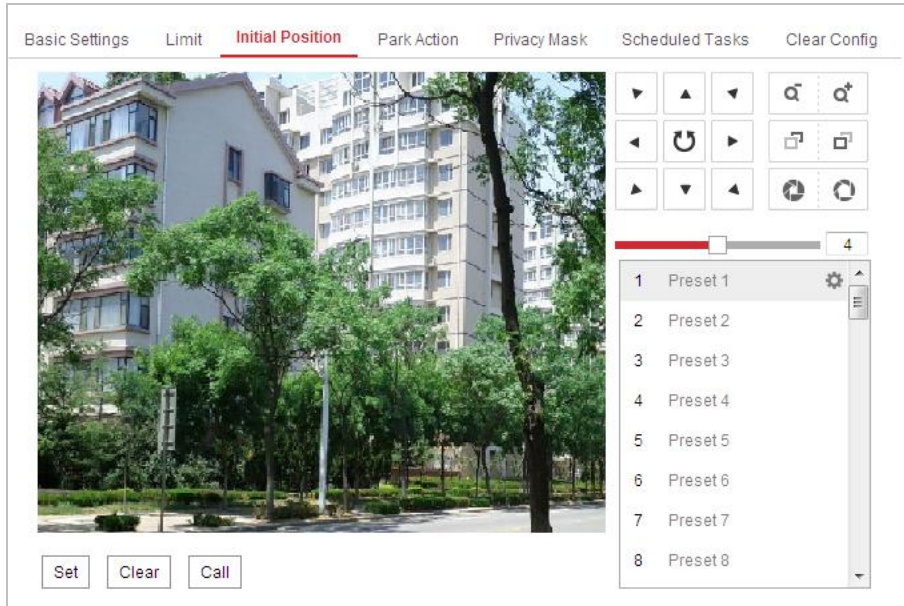 Basic Settings Limit Initial Position Park Action Privacy Mask Scheduled Tasks Clear Config
4
1 Preset 1
2 Preset 2
3 Preset 3
4 Preset 4
5 Preset 5
6 Preset 6
7 Preset 7
8 Preset 8
Set Clear Call